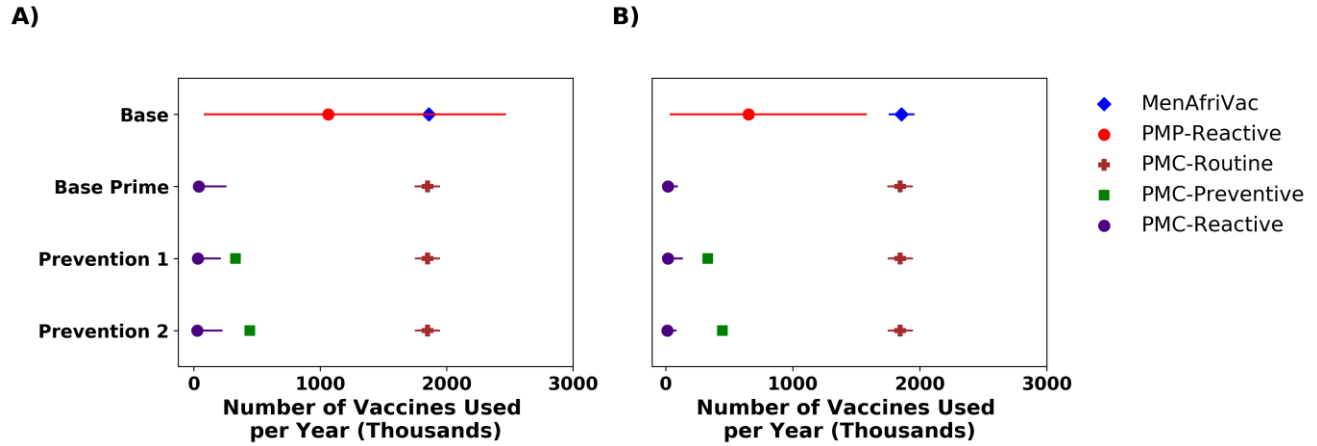 A)
B)
Base
Base Prime
Prevention 1
Prevention 2
0 1000 2000 3000
Number of Vaccines Used
per Year (Thousands)
0 1000 2000 3000
Number of Vaccines Used
per Year (Thousands)
MenAfriVac
PMP-Reactive
PMC-Routine
PMC-Preventive
PMC-Reactive